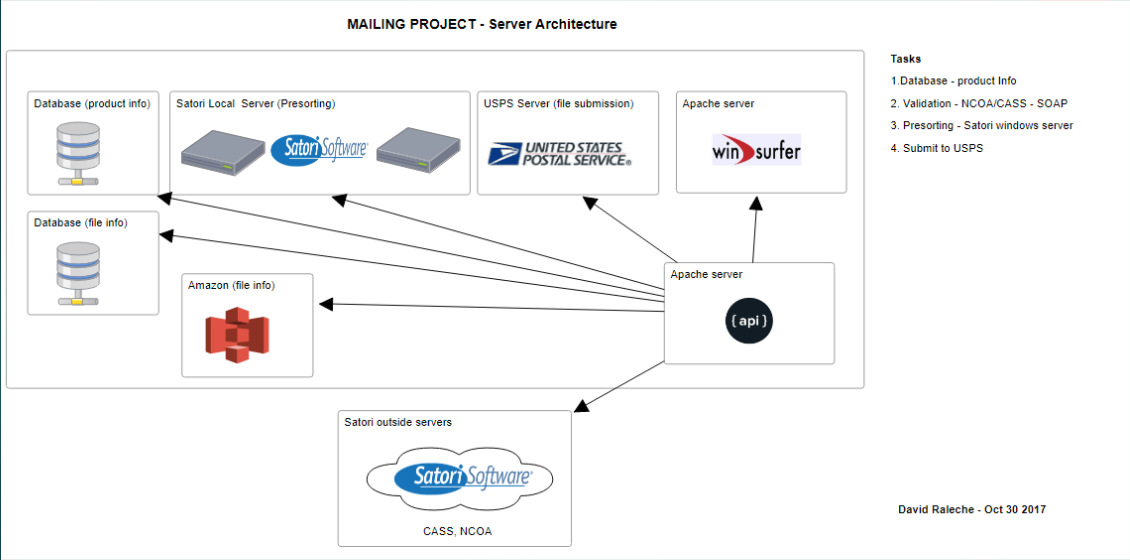 MAILING PROJECT - Server Architecture
Tasks
1.Database - product Info
2. Validation - NCOA/CASS - SOAP
3. Presorting - Satori windows server
4. Submit to USPS
Database (product info)
Satori Local Server (Presorting)
Satori Software
USPS Server (file submission)
UNITED STATES
POSTAL SERVICE®
Apache server
winsurfer
Database (file info)
Amazon (file info)
Apache server
{api}
Satori outside servers
Satori Software®
CASS, NCOA
David Raleche - Oct 30 2017